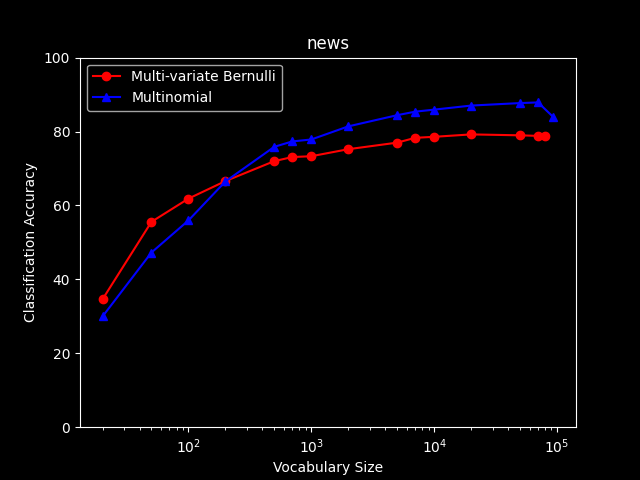 news
Multi-variate Bernulli
Multinomial
Classification Accuracy
100
80
60
40
20
0
10²
10³
10⁴
10⁵
Vocabulary Size